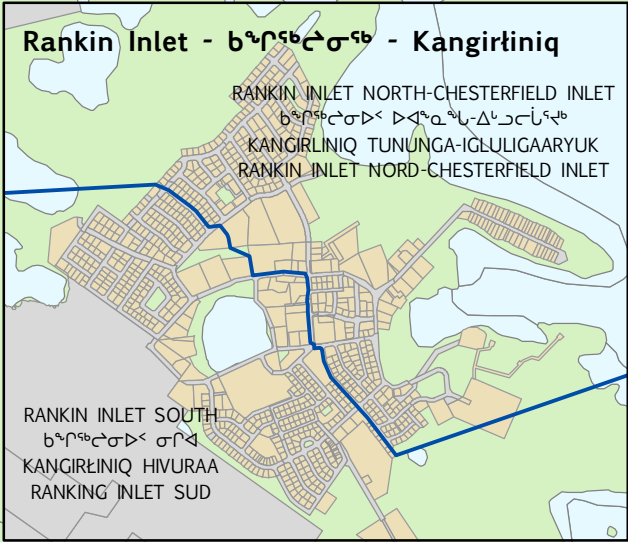 Rankin Inlet - ᑲᖏᖅᖠᓂᖅ - Kangirłiniq
RANKIN INLET NORTH-CHESTERFIELD INLET
ᑲᖏᖅᖠᓂᐅᑉ ᐅᐊᖕᓇᖓ-ᐃᒡᓗᓕᒑᕐᔪᒃ
KANGIRLINIQ TUNUNGA-IGLULIGAARYUK
RANKIN INLET NORD-CHESTERFIELD INLET
RANKIN INLET SOUTH
ᑲᖏᖅᖠᓂᐅᑉ ᓂᒋᐊ
KANGIRŁINIQ HIVURAA
RANKING INLET SUD